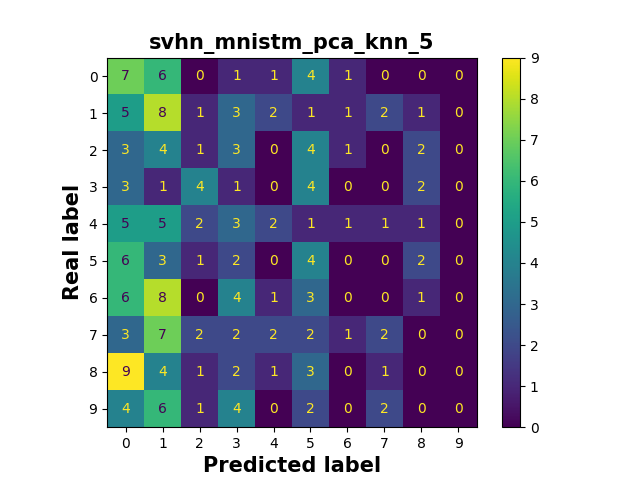 svhn_mnistm_pca_knn_5
0 7 6 0 1 1 4 1 0 0 0
1 5 8 1 3 2 1 1 2 1 0
2 3 4 1 3 0 4 1 0 2 0
3 3 1 4 1 0 4 0 0 2 0
4 5 5 2 3 2 1 1 1 1 0
5 6 3 1 2 0 4 0 0 2 0
6 6 8 0 4 1 3 0 0 1 0
7 3 7 2 2 2 2 1 2 0 0
8 9 4 1 2 1 3 0 1 0 0
9 4 6 1 4 0 2 0 2 0 0
0 1 2 3 4 5 6 7 8 9
Predicted label
Real label
9
8
7
6
5
4
3
2
1
0